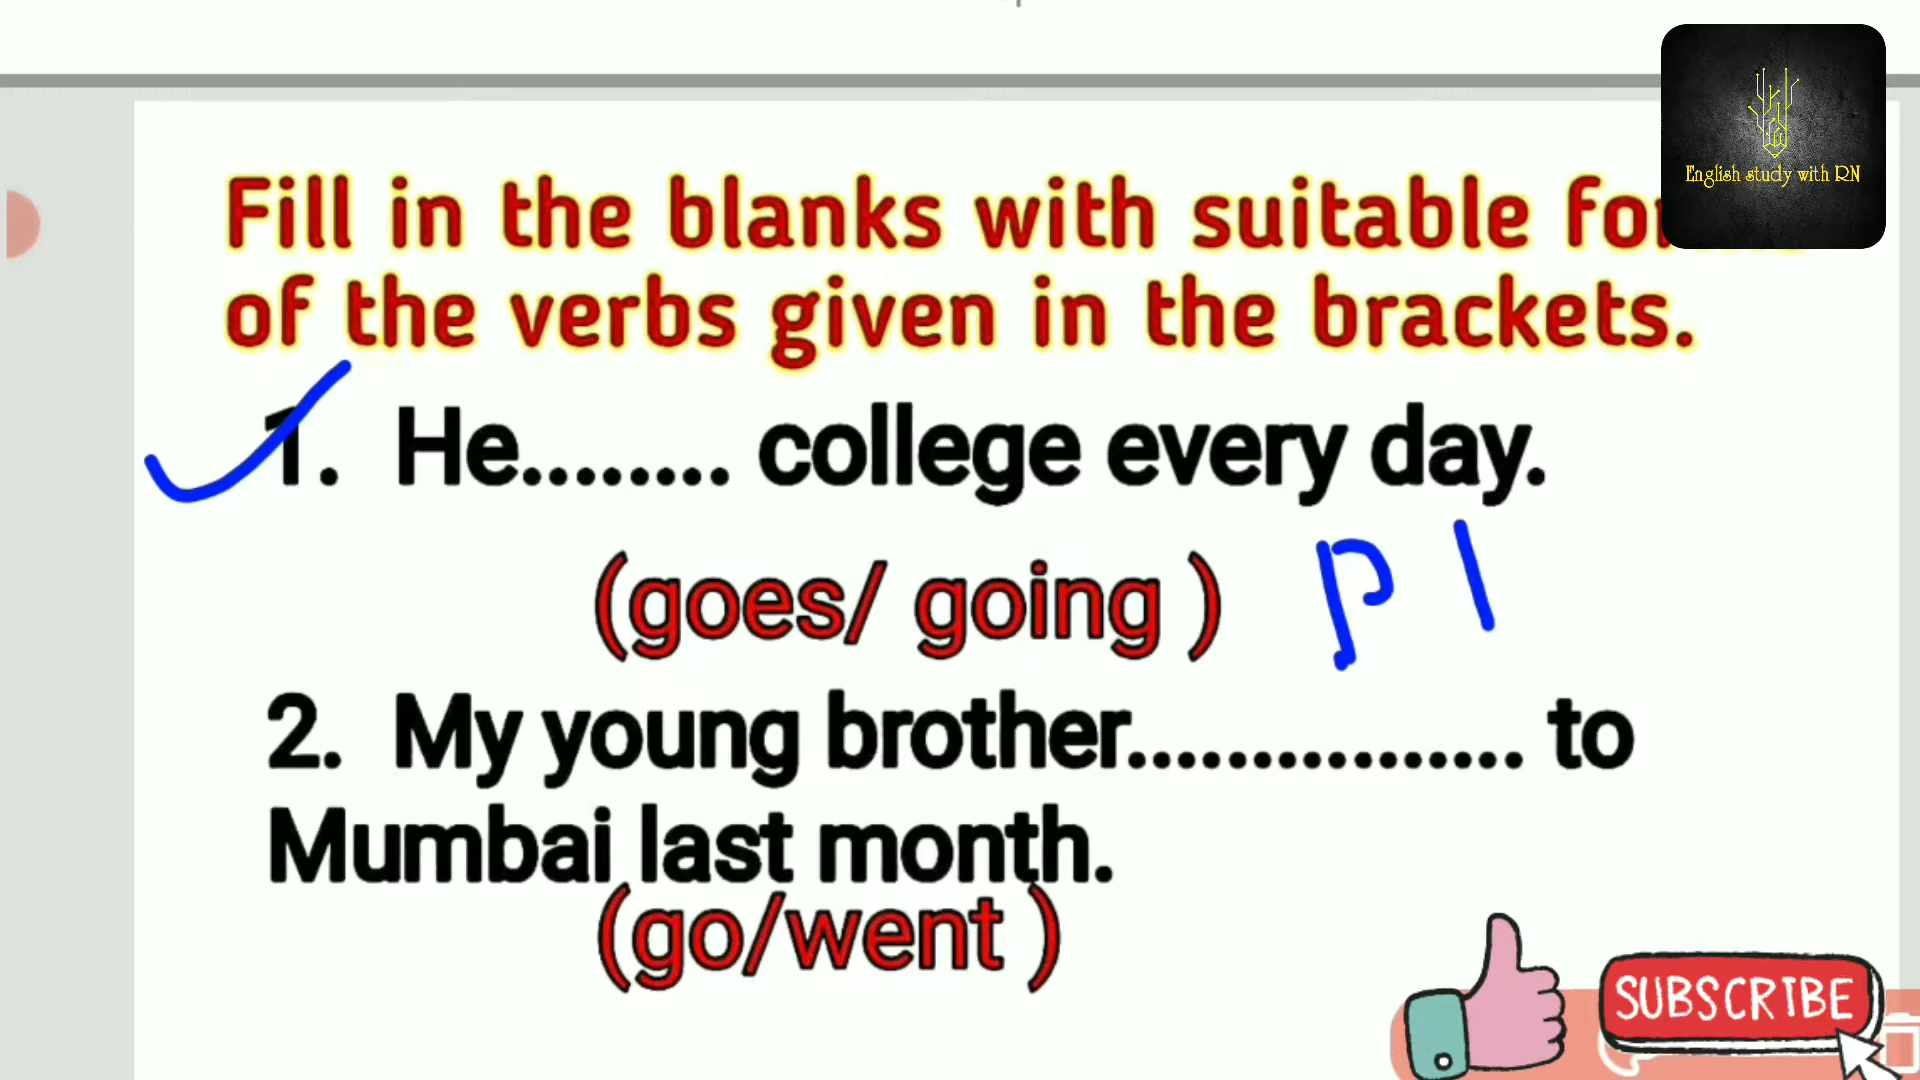 English study with RN
Fill in the blanks with suitable
of the verbs given in the brackets.
1. He........ college every day.
(goes/ going )
P I
2. My young brother................ to
Mumbai last month.
(go/went )
SUBSCRIBE